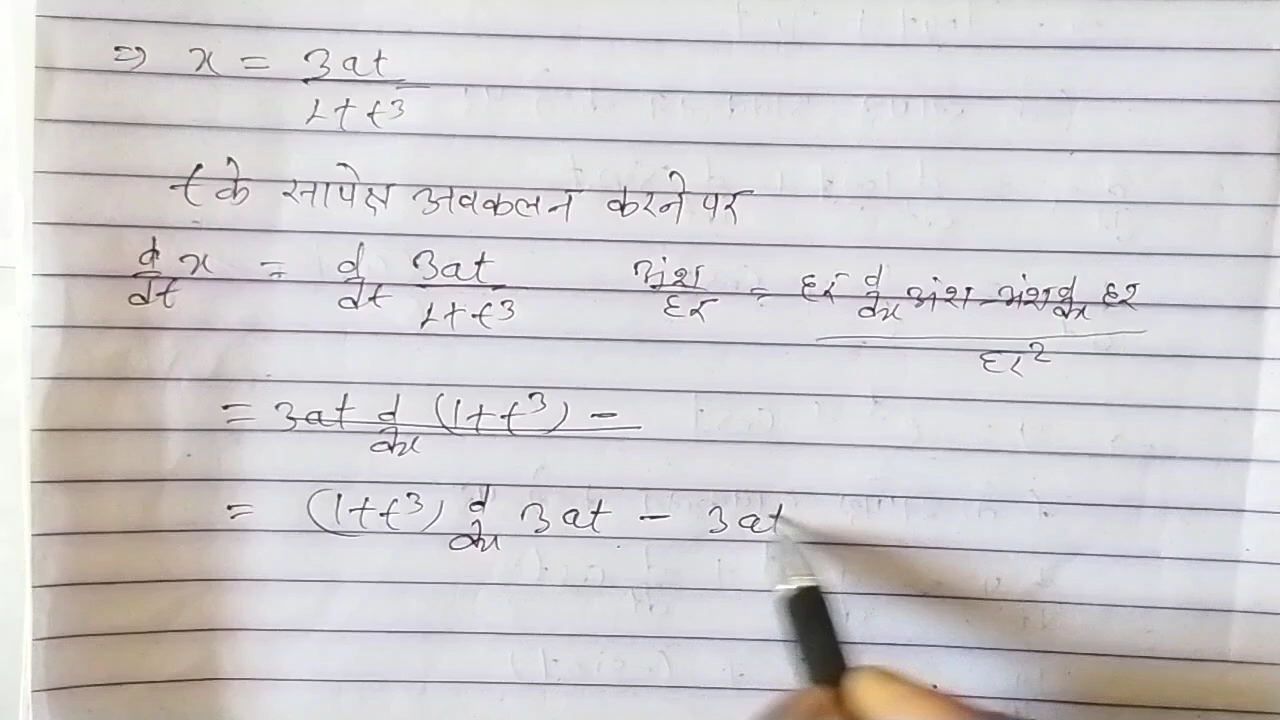 ⇒ x = 3at / 1+t³
t के सापेक्ष अवकलन करने पर
d/dt x = d/dt 3at / 1+t³ अंश / हर = हर d/dx अंश - अंश d/dx हर / हर²
= 3at d/dx (1+t³) -
= (1+t³) d/dx 3at - 3at